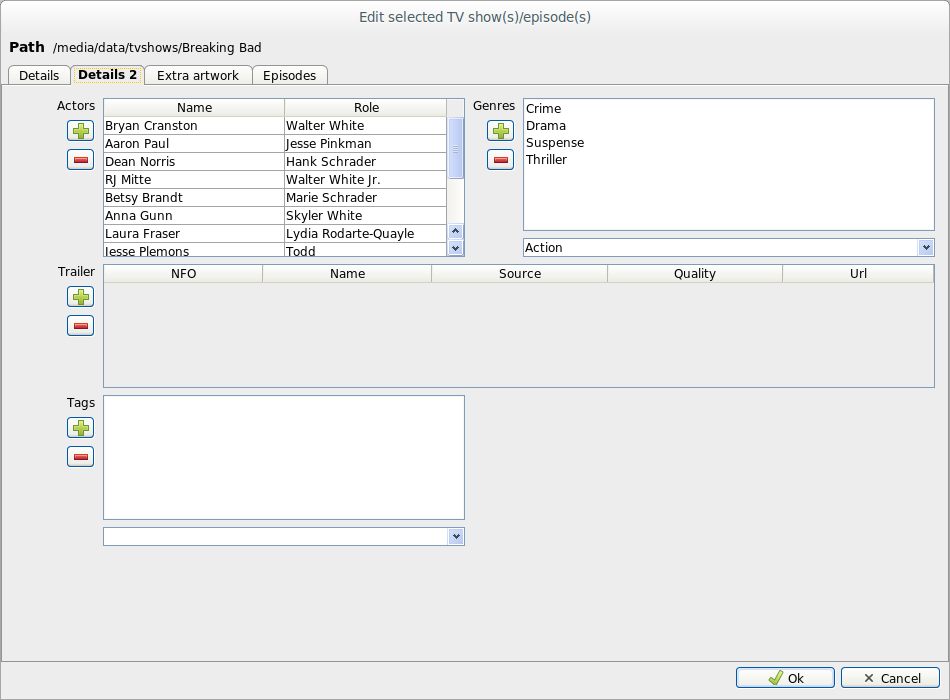 Edit selected TV show(s)/episode(s)
Path /media/data/tvshows/Breaking Bad
Details Details 2 Extra artwork Episodes
Actors Name Role
Bryan Cranston Walter White
Aaron Paul Jesse Pinkman
Dean Norris Hank Schrader
RJ Mitte Walter White Jr.
Betsy Brandt Marie Schrader
Anna Gunn Skyler White
Laura Fraser Lydia Rodarte-Quayle
Jesse Plemons Todd
Genres
Crime
Drama
Suspense
Thriller
Action
Trailer NFO Name Source Quality Url
Tags
Ok Cancel